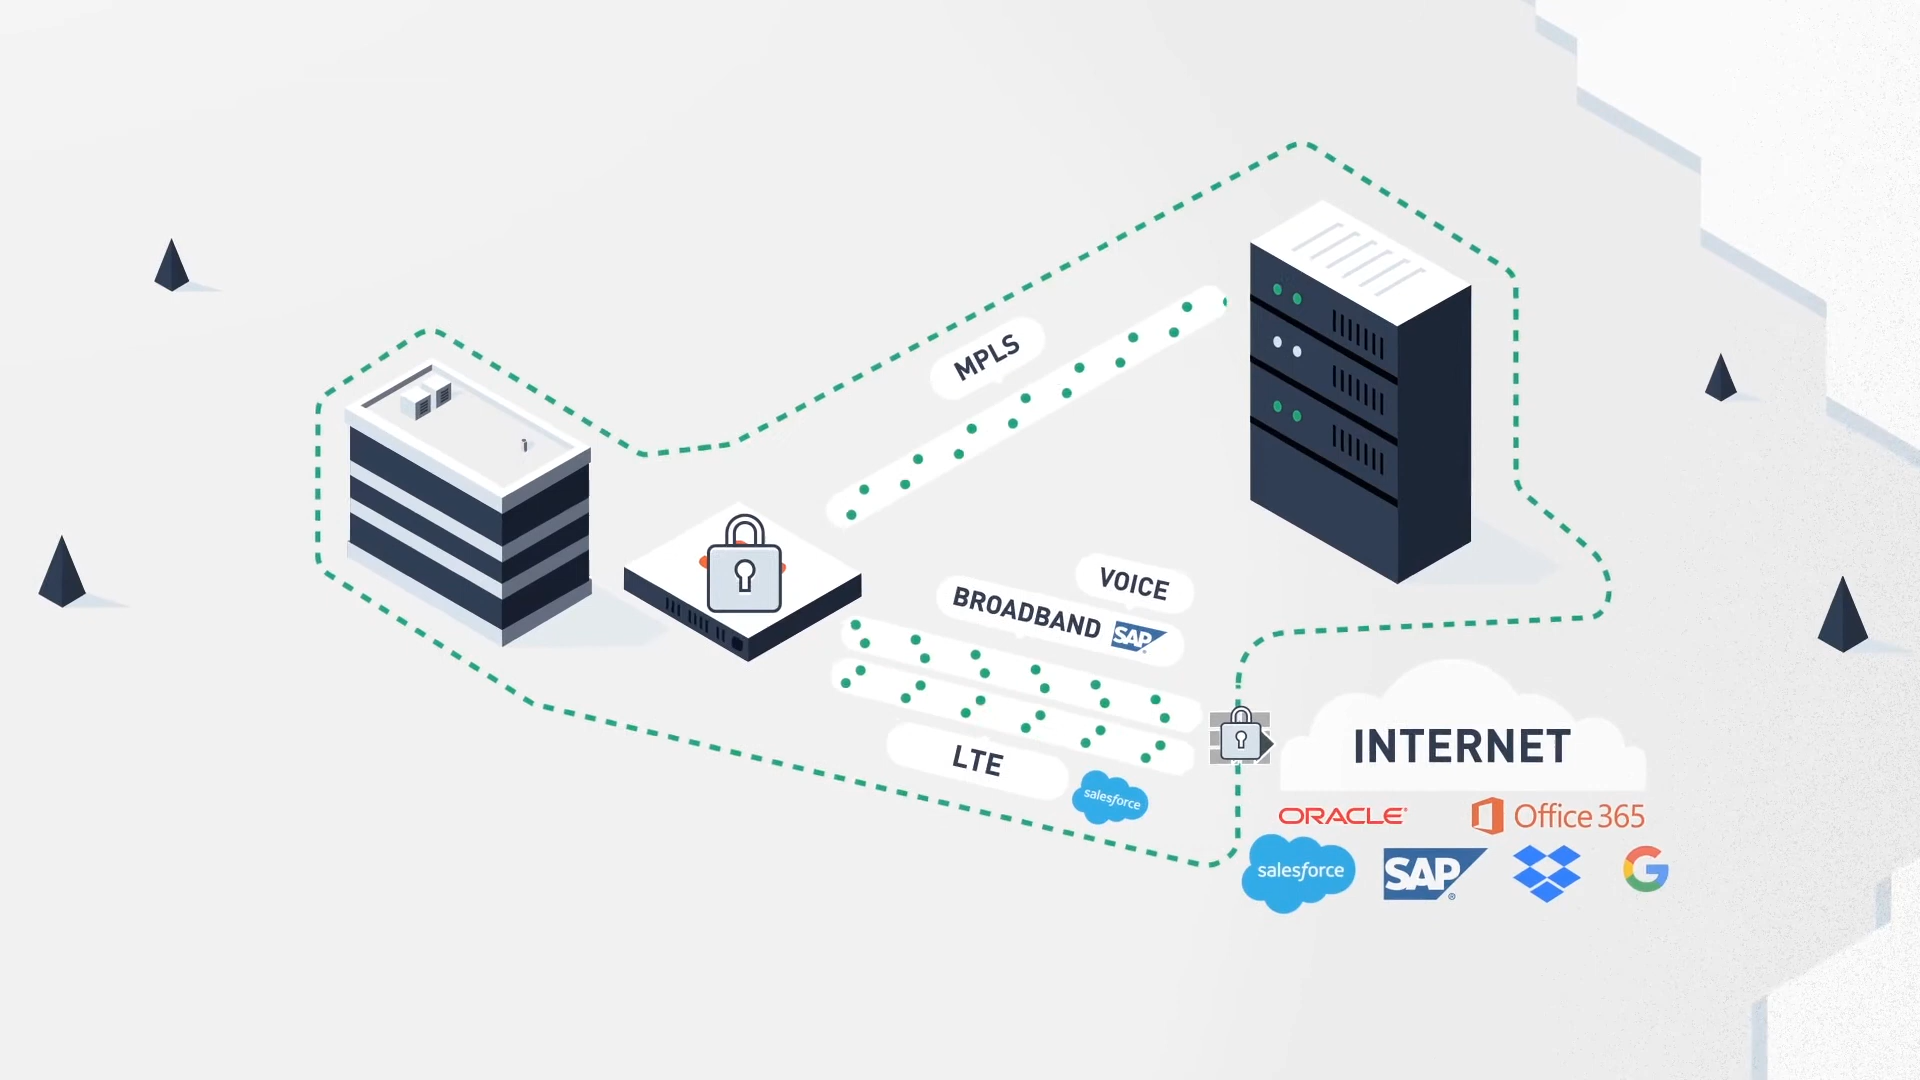 MPLS
VOICE
BROADBAND SAP
LTE
salesforce
INTERNET
ORACLE
Office 365
salesforce
SAP
G